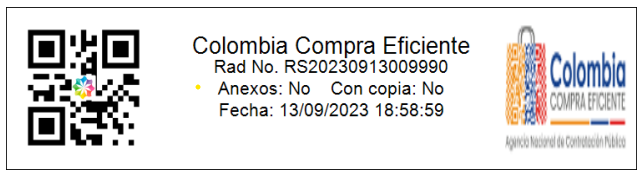 Colombia Compra Eficiente
Rad No. RS20230913009990
Anexos: No Con copia: No
Fecha: 13/09/2023 18:58:59
Colombia
COMPRA EFICIENTE
Agencia Nacional de Contratación Pública